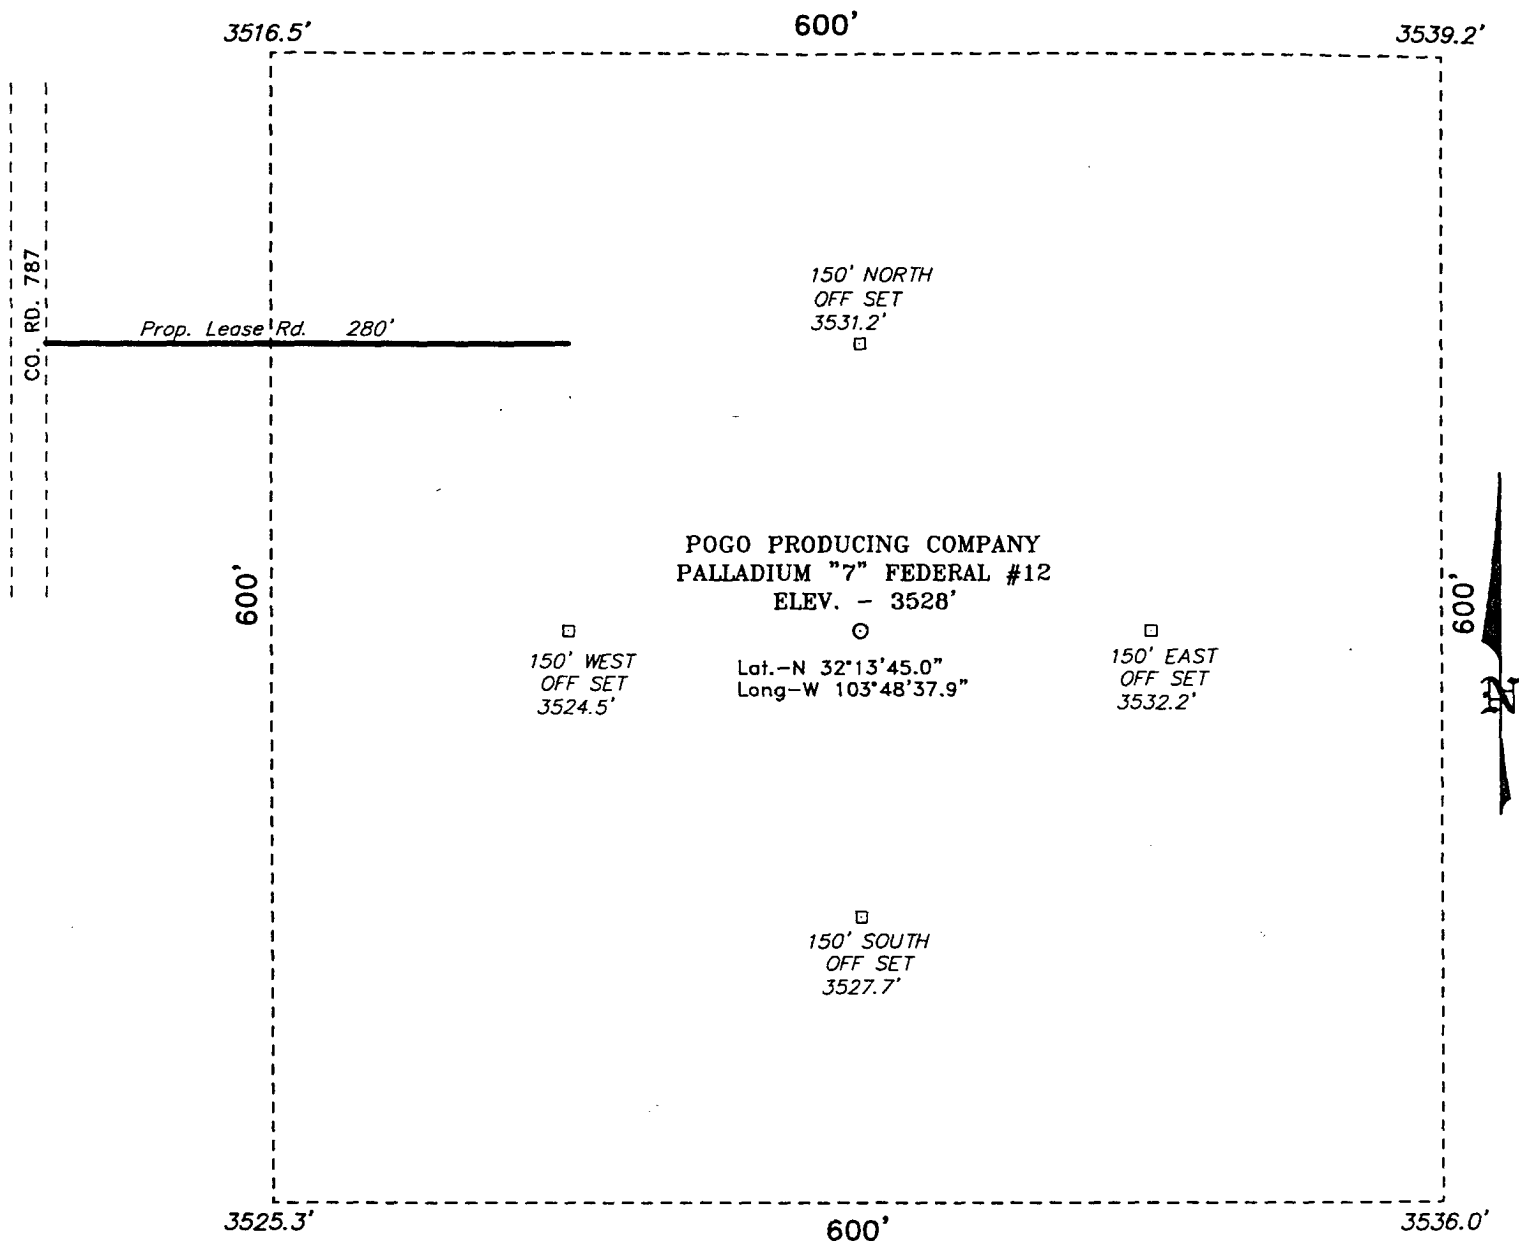 600'
3516.5'
3539.2'
CO. RD. 787
Prop. Lease Rd. 280'
150' NORTH
OFF SET
3531.2'
POGO PRODUCING COMPANY
PALLADIUM "7" FEDERAL #12
ELEV. - 3528'
600'
600'
150' WEST
OFF SET
3524.5'
Lat.-N 32°13'45.0"
Long-W 103°48'37.9"
150' EAST
OFF SET
3532.2'
N
150' SOUTH
OFF SET
3527.7'
3525.3'
600'
3536.0'